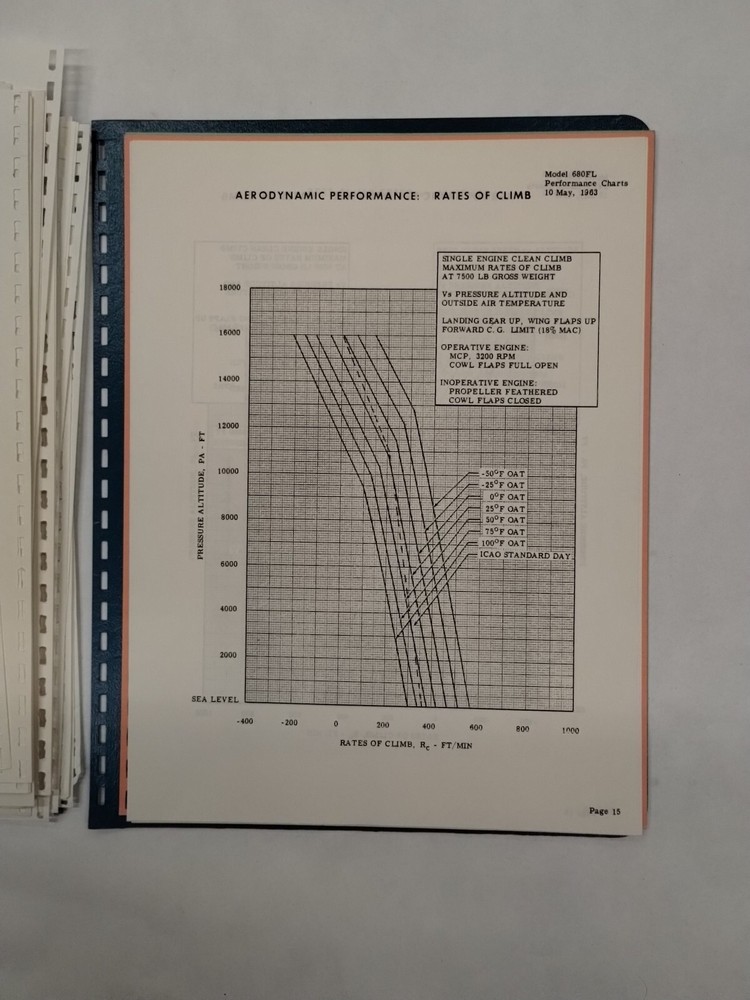 Model 680FL
Performance Charts
10 May, 1963
AERODYNAMIC PERFORMANCE: RATES OF CLIMB
SINGLE ENGINE CLEAN CLIMB
MAXIMUM RATES OF CLIMB
AT 7500 LB GROSS WEIGHT
Vs PRESSURE ALTITUDE AND
OUTSIDE AIR TEMPERATURE
LANDING GEAR UP, WING FLAPS UP
FORWARD C. G. LIMIT (18% MAC)
OPERATIVE ENGINE:
MCP, 3200 RPM
COWL FLAPS FULL OPEN
INOPERATIVE ENGINE:
PROPELLER FEATHERED
COWL FLAPS CLOSED
18000
16000
14000
12000
10000
8000
6000
4000
2000
SEA LEVEL
PRESSURE ALTITUDE, PA - FT
-50°F OAT
-25°F OAT
0°F OAT
25°F OAT
50°F OAT
75°F OAT
100°F OAT
ICAO STANDARD DAY
-400 -200 0 200 400 600 800 1000
RATES OF CLIMB, Rc - FT/MIN
Page 15